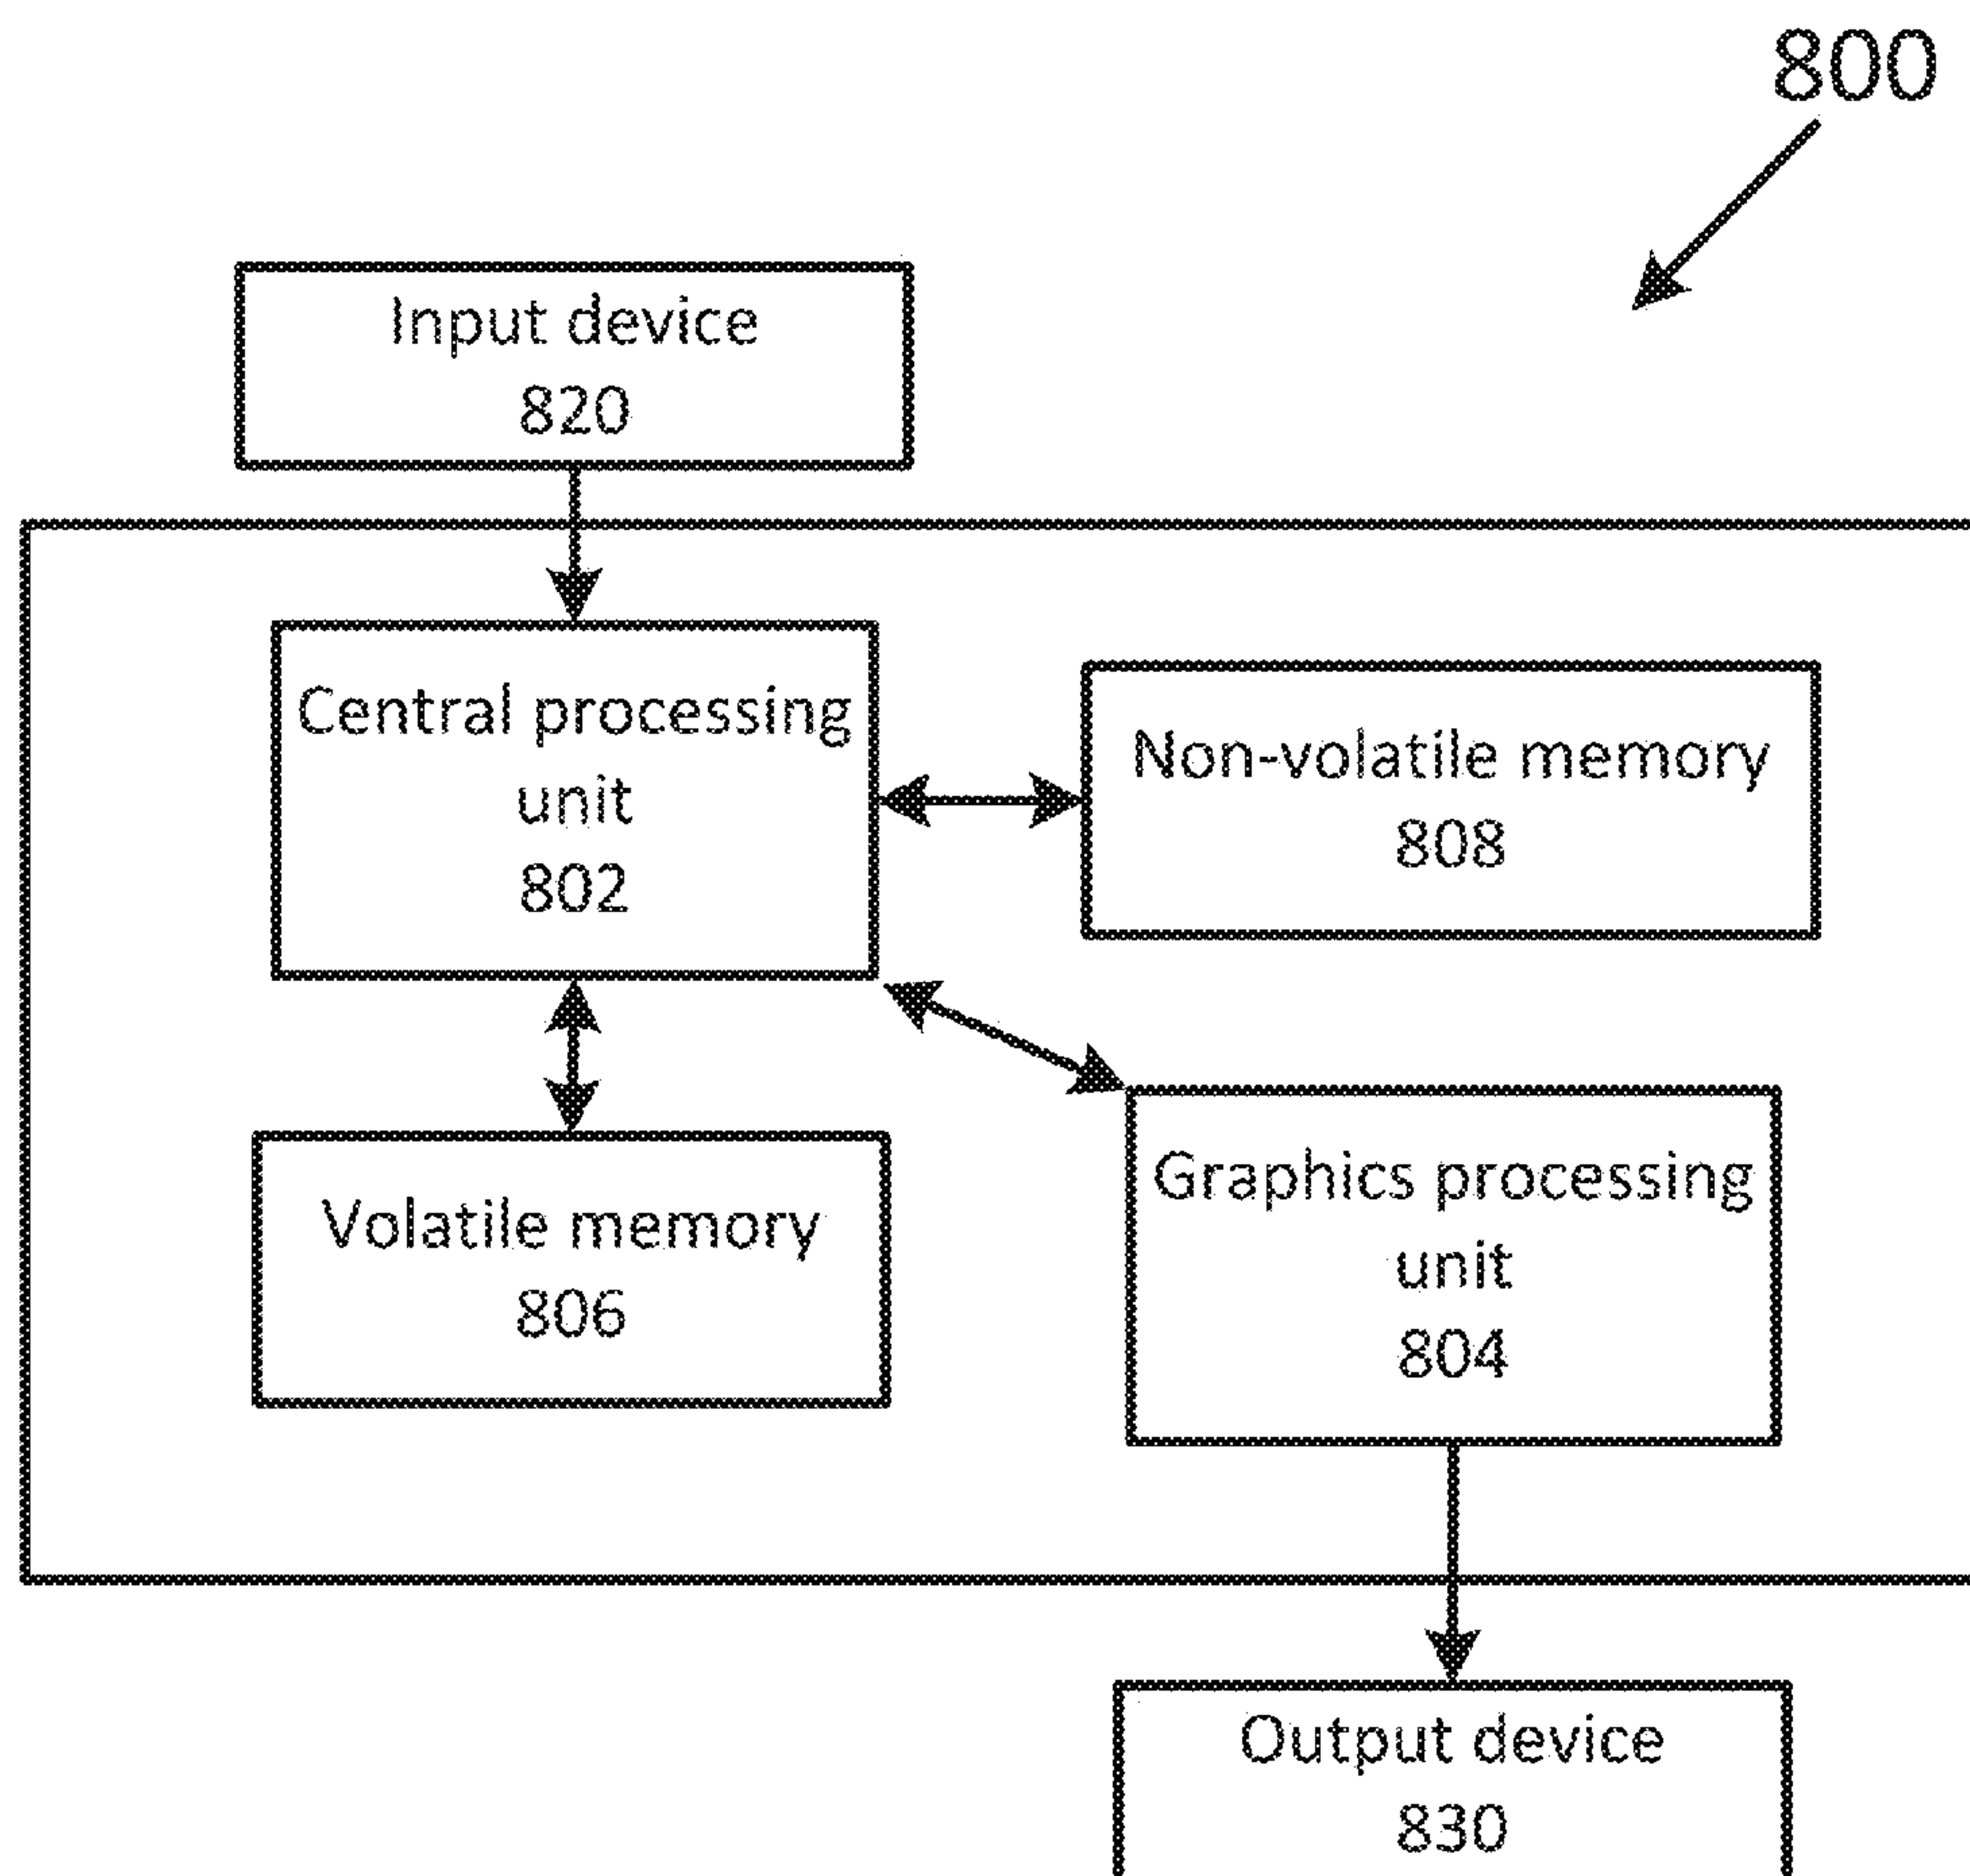 800
Input device
820
Central processing
unit
802
Non-volatile memory
808
Volatile memory
806
Graphics processing
unit
804
Output device
830